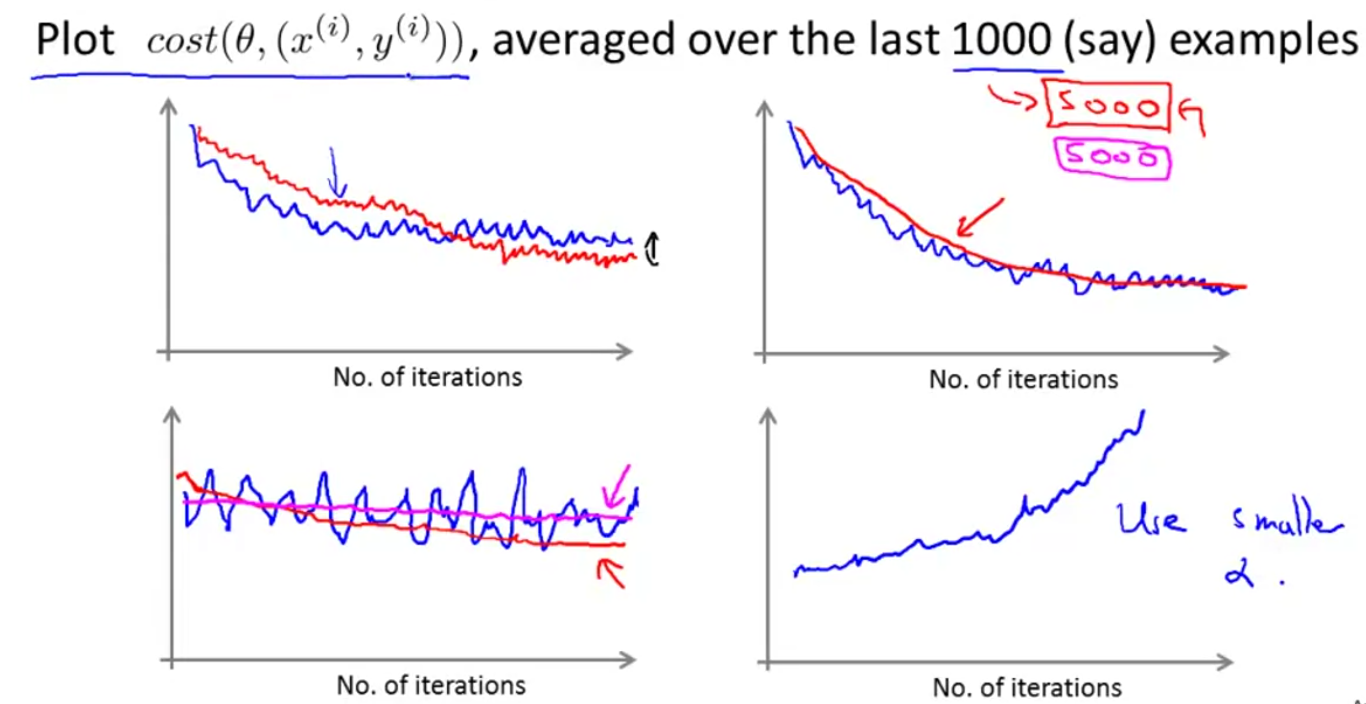 Plot cost(θ, (x^(i), y^(i))), averaged over the last 1000 (say) examples
5000
5000
No. of iterations
No. of iterations
Use smaller
α.
No. of iterations
No. of iterations